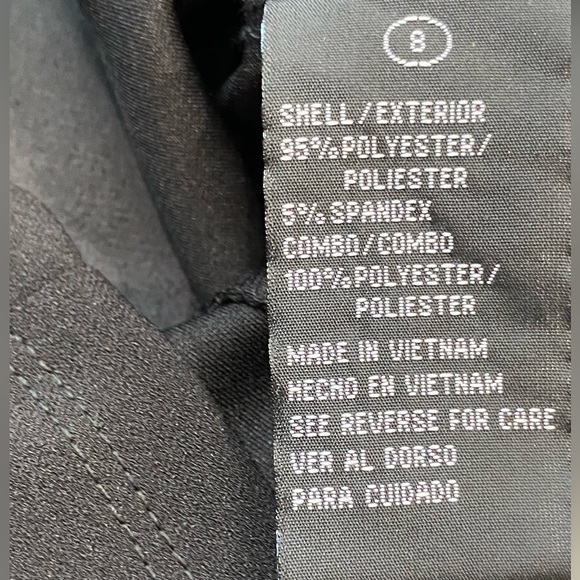 8
SHELL/EXTERIOR
95%POLYESTER/
POLIESTER
5%SPANDEX
COMBO/COMBO
100%POLYESTER/
POLIESTER
MADE IN VIETNAM
HECHO EN VIETNAM
SEE REVERSE FOR CARE
VER AL DORSO
PARA CUIDADO